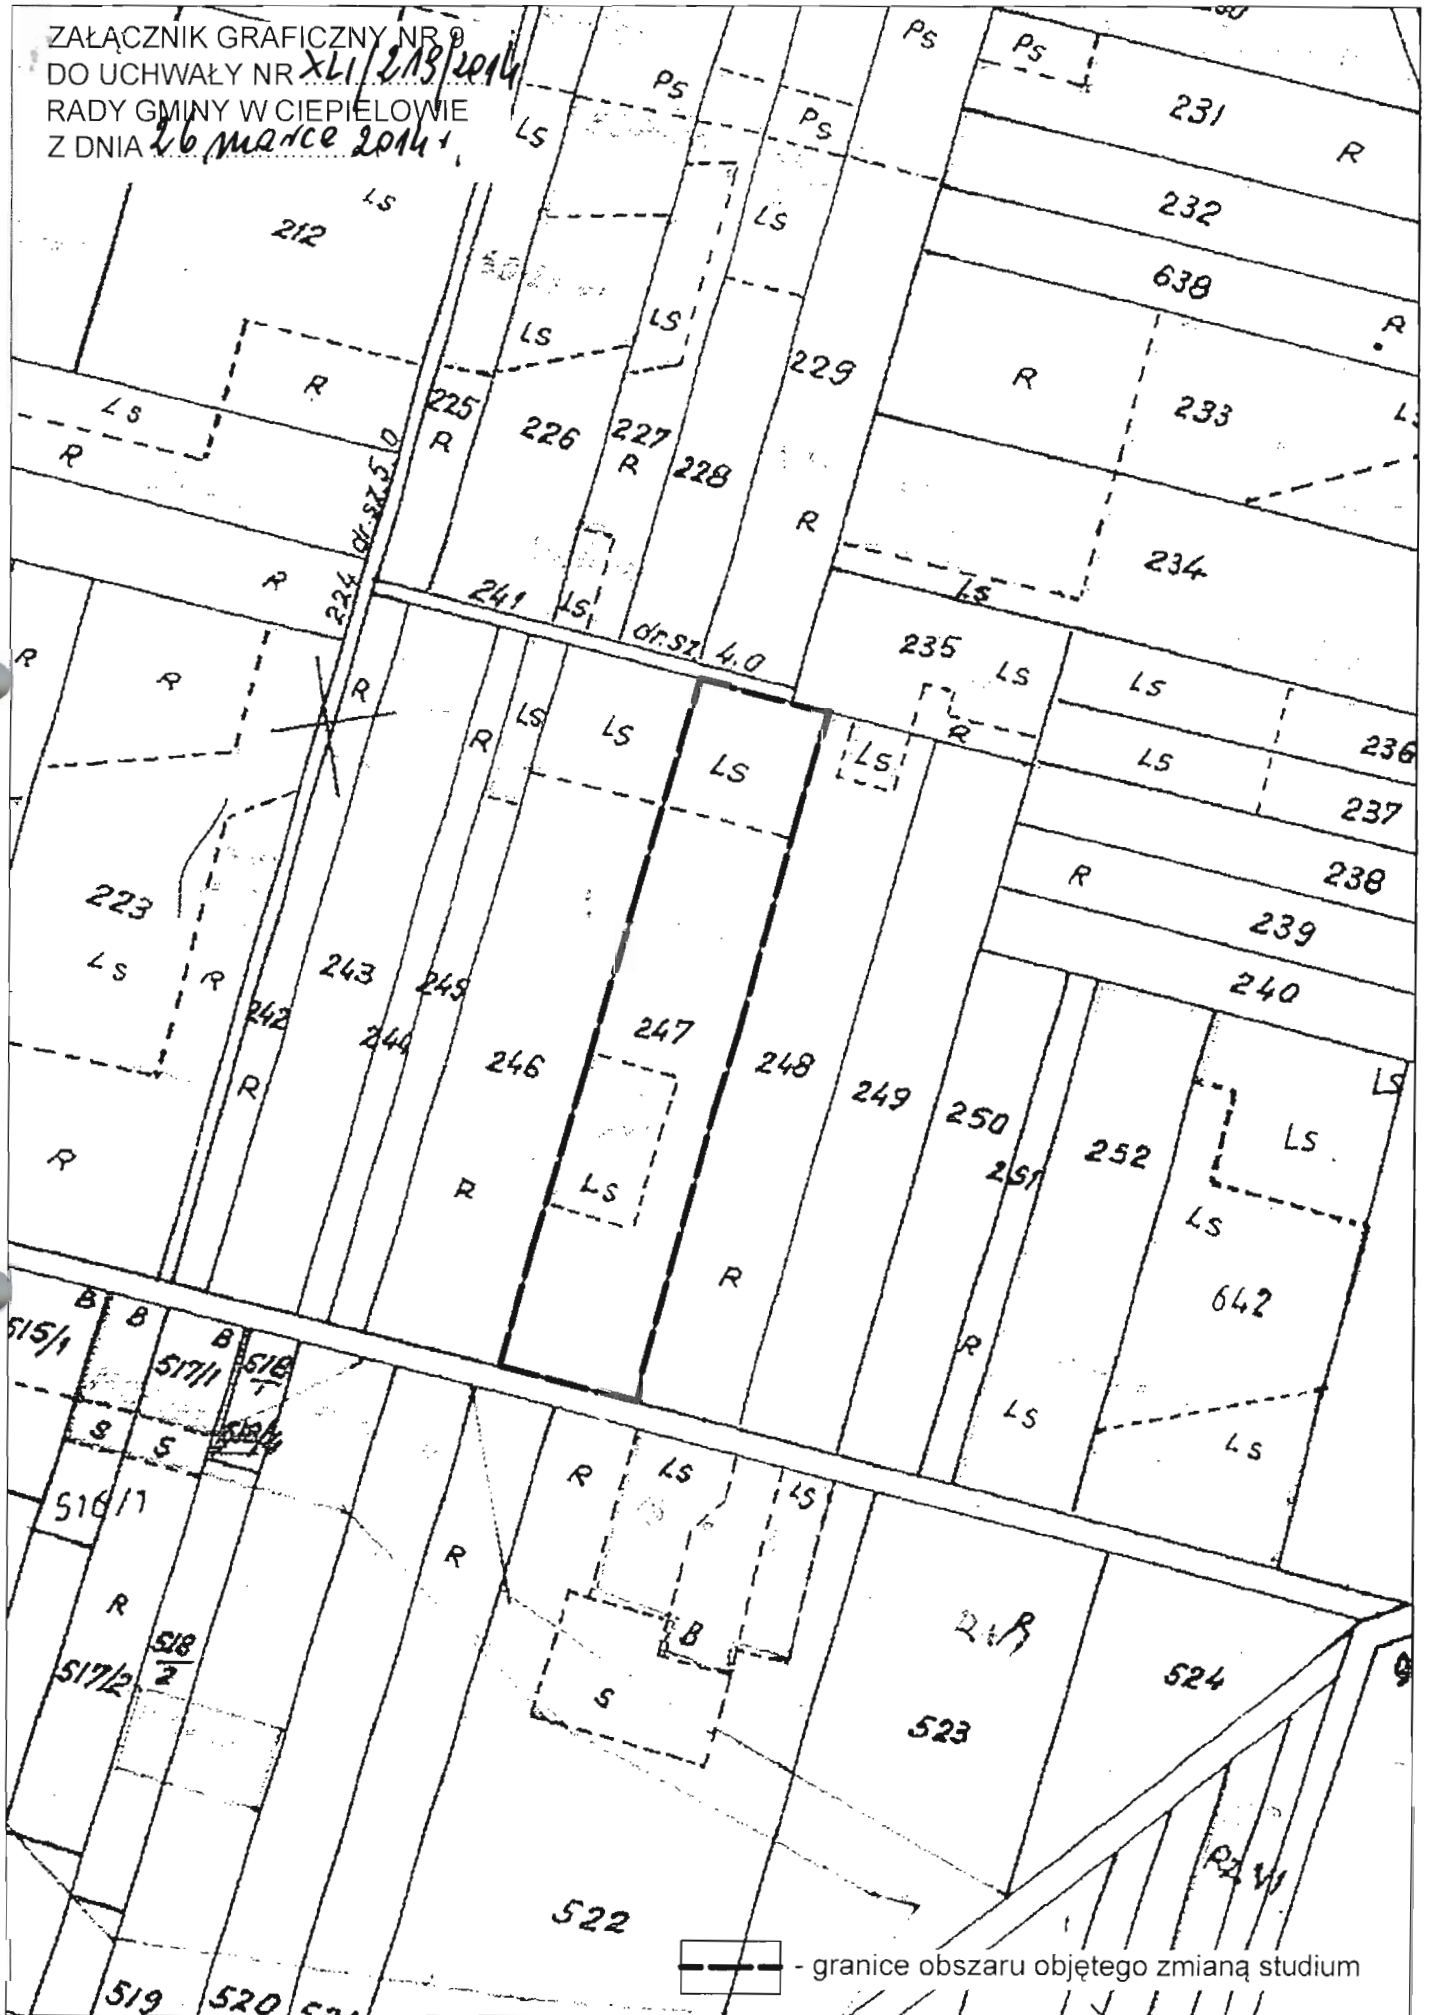 ZAŁĄCZNIK GRAFICZNY NR 9
DO UCHWAŁY NR XLI/219/2014
RADY GMINY W CIEPIELOWIE
Z DNIA 26 marca 2014 r.
Ps
Ps
Ps
Ps
231
R
Ls
232
Ls
212
Ls
638
R
Ls
Ls
229
R
233
R
Ls
R
225
R
226
227
R
228
R
234
224 dr.sz.5,0
R
241
Ls
dr.sz. 4.0
Ls
235
Ls
Ls
R
R
R
R
Ls
Ls
Ls
Ls
R
Ls
236
237
R
238
223
Ls
R
239
240
242
243
244
245
246
247
248
249
250
251
252
Ls
Ls
R
R
R
Ls
Ls
642
R
R
Ls
Ls
B
B
B
515/1
517/1
518
1
S
S
516/1
R
Ls
Ls
R
R
517/2
518
2
B
S
R
523
524
522
519
520
- granice obszaru objętego zmianą studium